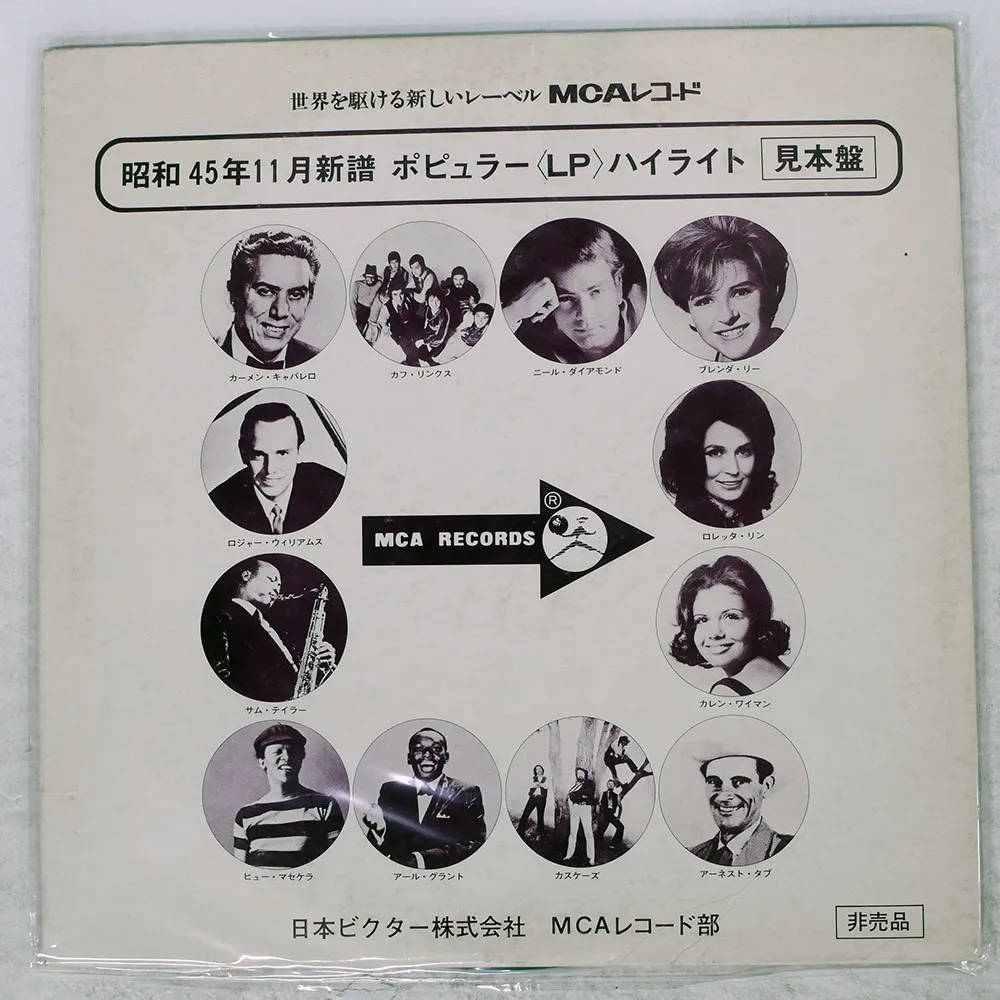 世界を駆ける新しいレーベル MCAレコード
昭和45年11月新譜 ポピュラー〈LP〉ハイライト 見本盤
カーメン・キャバレロ カフ・リンクス ニール・ダイアモンド ブレンダ・リー
ロジャー・ウィリアムス ロレッタ・リン
MCA RECORDS ®
サム・テイラー カレン・ワイマン
ヒュー・マセケラ アール・グラント カスケーズ アーネスト・タブ
日本ビクター株式会社 MCAレコード部 非売品